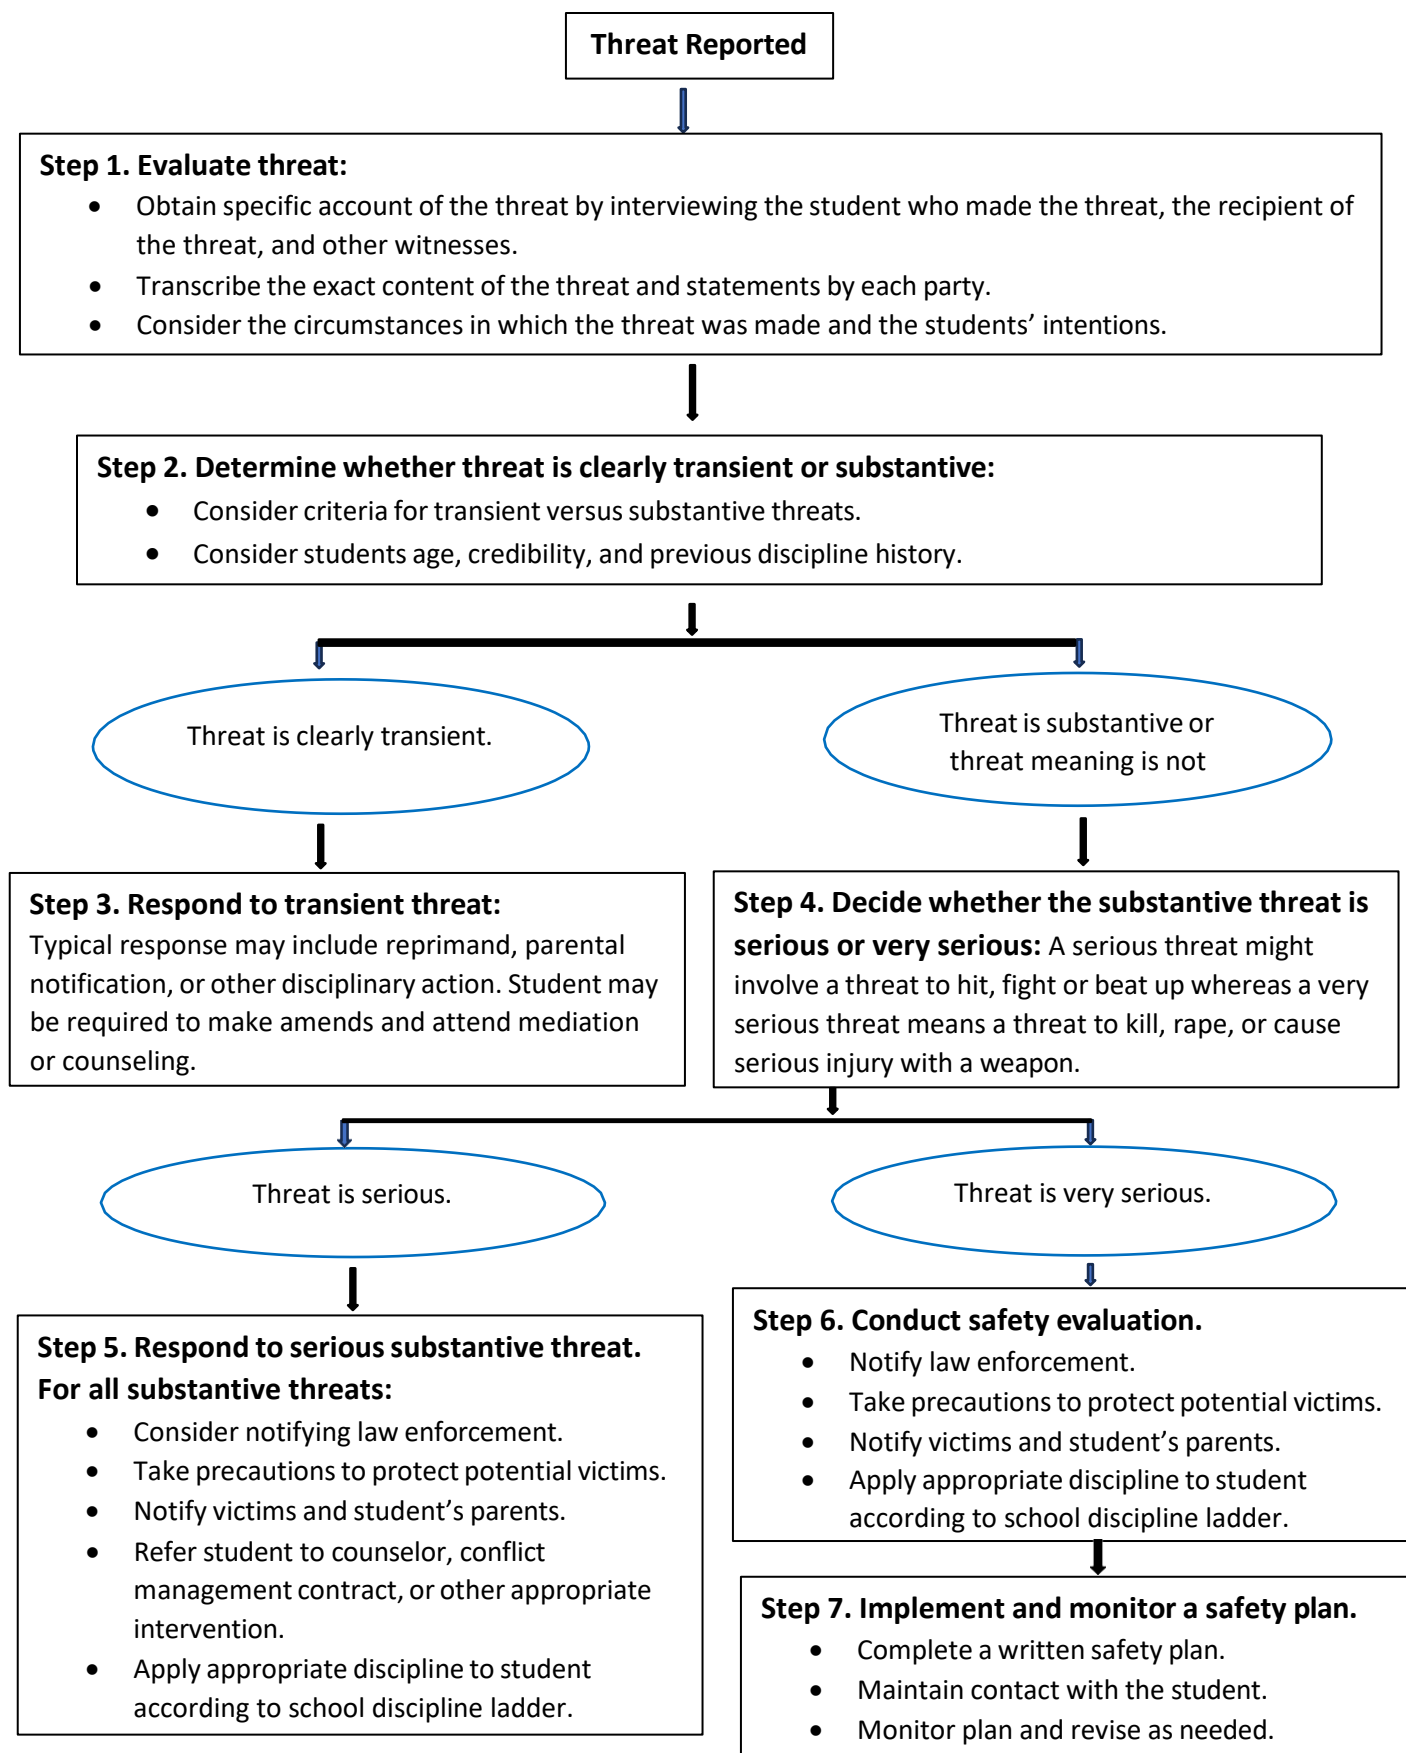 Threat Reported
Step 1. Evaluate threat:
• Obtain specific account of the threat by interviewing the student who made the threat, the recipient of
the threat, and other witnesses.
• Transcribe the exact content of the threat and statements by each party.
• Consider the circumstances in which the threat was made and the students’ intentions.
Step 2. Determine whether threat is clearly transient or substantive:
• Consider criteria for transient versus substantive threats.
• Consider students age, credibility, and previous discipline history.
Threat is clearly transient.
Threat is substantive or
threat meaning is not
Step 3. Respond to transient threat:
Typical response may include reprimand, parental
notification, or other disciplinary action. Student may
be required to make amends and attend mediation
or counseling.
Step 4. Decide whether the substantive threat is
serious or very serious: A serious threat might
involve a threat to hit, fight or beat up whereas a very
serious threat means a threat to kill, rape, or cause
serious injury with a weapon.
Threat is serious.
Threat is very serious.
Step 5. Respond to serious substantive threat.
For all substantive threats:
• Consider notifying law enforcement.
• Take precautions to protect potential victims.
• Notify victims and student’s parents.
• Refer student to counselor, conflict
management contract, or other appropriate
intervention.
• Apply appropriate discipline to student
according to school discipline ladder.
Step 6. Conduct safety evaluation.
• Notify law enforcement.
• Take precautions to protect potential victims.
• Notify victims and student’s parents.
• Apply appropriate discipline to student
according to school discipline ladder.
Step 7. Implement and monitor a safety plan.
• Complete a written safety plan.
• Maintain contact with the student.
• Monitor plan and revise as needed.